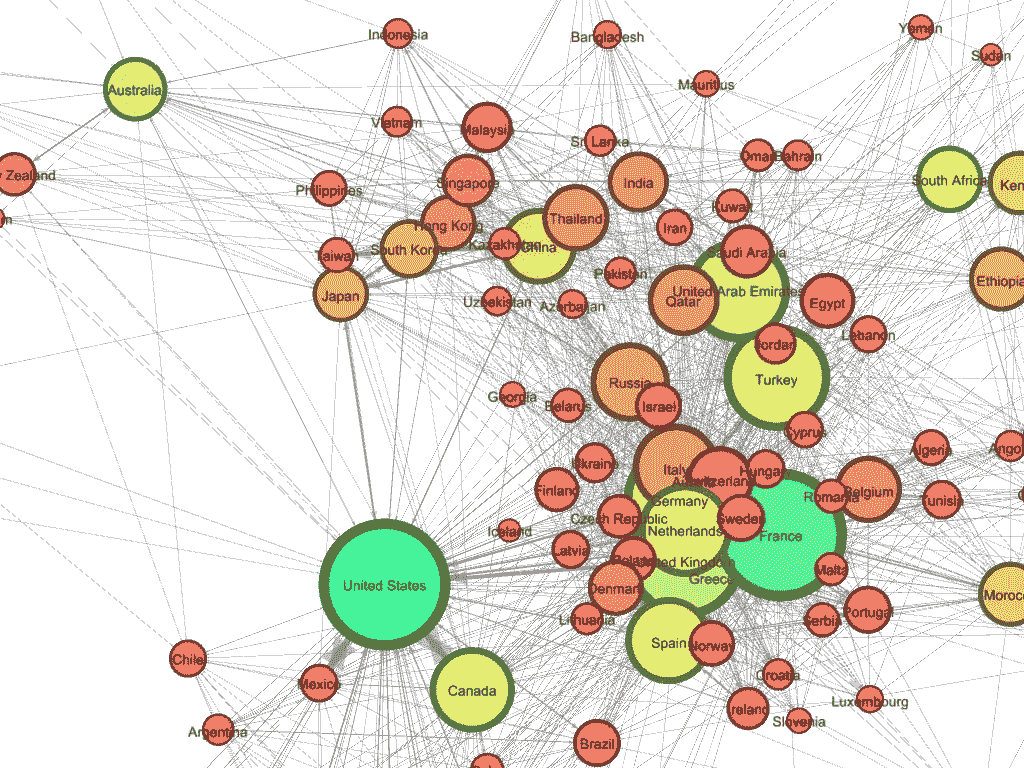 Indonesia
Bangladesh
Yemen
Sudan
Mauritius
Australia
Vietnam
Malaysia
Sri Lanka
Oman
Bahrain
Zealand
Philippines
Singapore
India
South Africa
Kuwait
Hong Kong
Thailand
Iran
Taiwan
South Korea
Kazakhstan
China
Saudi Arabia
Pakistan
Ethiopia
Japan
Uzbekistan
Azerbaijan
Qatar
United Arab Emirates
Egypt
Lebanon
Jordan
Turkey
Russia
Georgia
Belarus
Israel
Cyprus
Algeria
Ukraine
Italy
Hungary
Finland
Switzerland
Romania
Belgium
Tunisia
Germany
Czech Republic
Sweden
Iceland
Netherlands
France
Latvia
Poland
United Kingdom
Malta
United States
Denmark
Greece
Lithuania
Serbia
Portugal
Spain
Norway
Chile
Mexico
Canada
Croatia
Luxembourg
Ireland
Slovenia
Argentina
Brazil